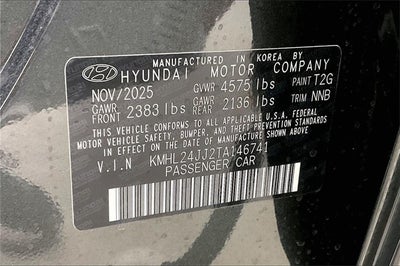 MANUFACTURED IN KOREA BY
HYUNDAI MOTOR COMPANY
NOV/2025 GVWR 4575 lbs PAINT T2G
GAWR FRONT 2383 lbs GAWR REAR 2136 lbs TRIM NNB
THIS VEHICLE CONFORMS TO ALL APPLICABLE U.S.A. FEDERAL
MOTOR VEHICLE SAFETY, BUMPER, AND THEFT PREVENTION
STANDARDS IN EFFECT ON THE DATE OF MANUFACTURE SHOWN ABOVE.
V.I.N KMHL24JJ2TA146741
PASSENGER CAR